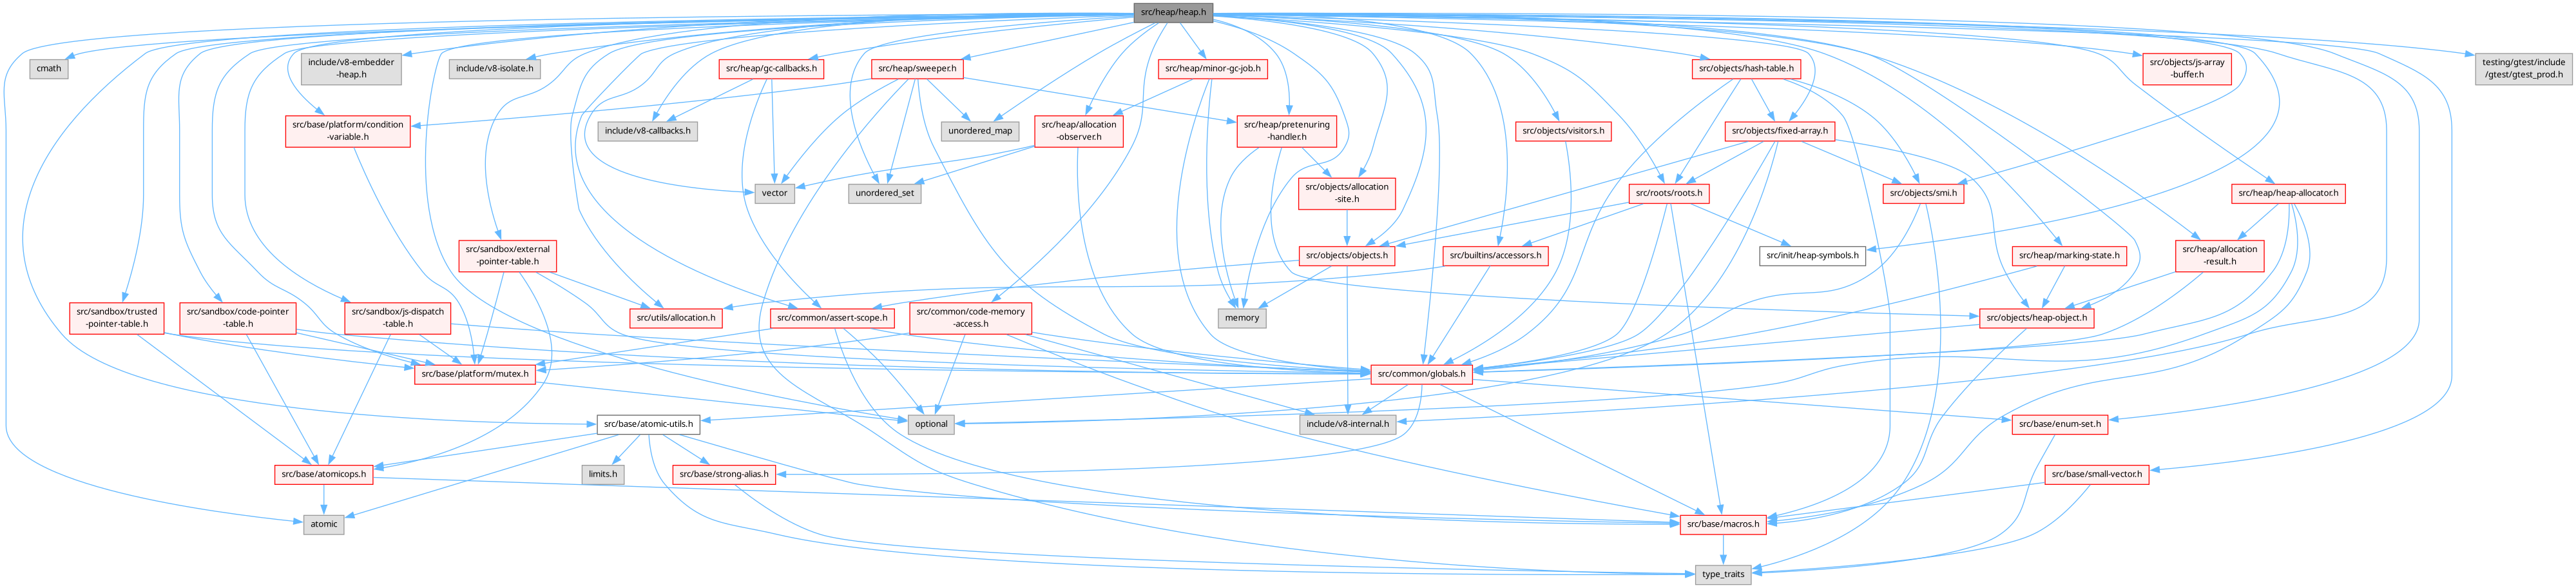 src/heap/heap.h
cmath
include/v8-embedder
-heap.h
include/v8-isolate.h
src/heap/gc-callbacks.h
src/heap/sweeper.h
src/heap/minor-gc-job.h
src/objects/hash-table.h
src/objects/js-array
-buffer.h
testing/gtest/include
/gtest/gtest_prod.h
src/base/platform/condition
-variable.h
include/v8-callbacks.h
unordered_map
src/heap/allocation
-observer.h
src/heap/pretenuring
-handler.h
src/objects/visitors.h
src/objects/fixed-array.h
vector
unordered_set
src/objects/allocation
-site.h
src/roots/roots.h
src/objects/smi.h
src/heap/heap-allocator.h
src/sandbox/external
-pointer-table.h
src/objects/objects.h
src/builtins/accessors.h
src/init/heap-symbols.h
src/heap/marking-state.h
src/heap/allocation
-result.h
src/sandbox/trusted
-pointer-table.h
src/sandbox/code-pointer
-table.h
src/sandbox/js-dispatch
-table.h
src/utils/allocation.h
src/common/assert-scope.h
src/common/code-memory
-access.h
memory
src/objects/heap-object.h
src/base/platform/mutex.h
src/common/globals.h
src/base/atomic-utils.h
optional
include/v8-internal.h
src/base/enum-set.h
src/base/atomicops.h
limits.h
src/base/strong-alias.h
src/base/small-vector.h
atomic
src/base/macros.h
type_traits